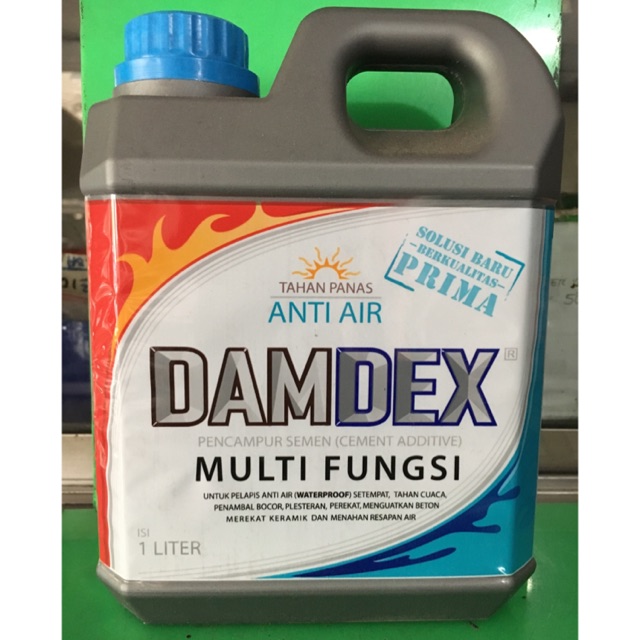 SOLUSI BARU
BERKUALITAS
PRIMA
TAHAN PANAS
ANTI AIR
DAMDEX®
PENCAMPUR SEMEN (CEMENT ADDITIVE)
MULTI FUNGSI
UNTUK PELAPIS ANTI AIR (WATERPROOF) SETEMPAT, TAHAN CUACA,
PENAMBAL BOCOR, PLESTERAN, PEREKAT, MENGUATKAN BETON
MEREKAT KERAMIK DAN MENAHAN RESAPAN AIR
ISI
1 LITER